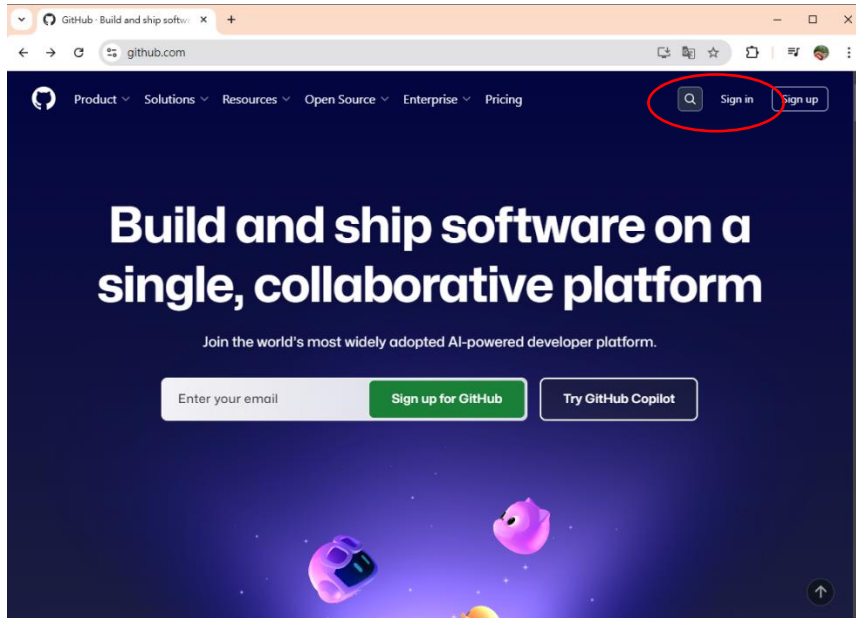 GitHub · Build and ship softw
github.com
Product Solutions Resources Open Source Enterprise Pricing Sign in Sign up
Build and ship software on a
single, collaborative platform
Join the world's most widely adopted AI-powered developer platform.
Enter your email Sign up for GitHub Try GitHub Copilot